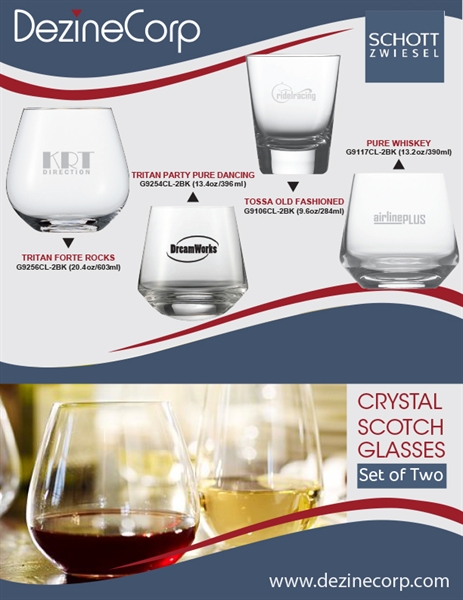 DezineCorp
SCHOTT
ZWIESEL
ridelracing
PURE WHISKEY
G9117CL-2BK (13.2oz/390ml)
KRT
DIRECTION
TRITAN PARTY PURE DANCING
G9254CL-2BK (13.4oz/396ml)
TOSSA OLD FASHIONED
G9106CL-2BK (9.6oz/284ml)
airlinePLUS
DreamWorks
TRITAN FORTE ROCKS
G9256CL-2BK (20.4oz/603ml)
CRYSTAL
SCOTCH
GLASSES
Set of Two
www.dezinecorp.com